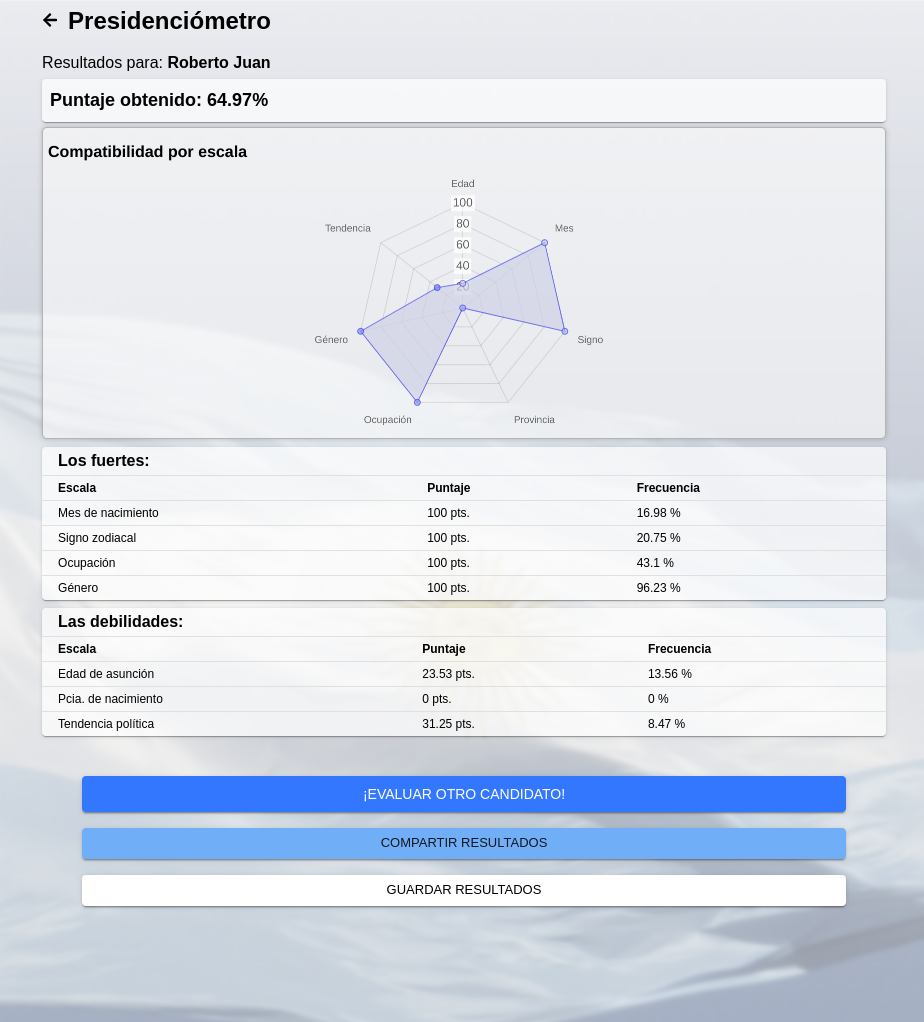 Presidenciómetro
Resultados para: Roberto Juan
Puntaje obtenido: 64.97%
Compatibilidad por escala
Edad
100
80
60
40
20
Tendencia
Mes
Género
Signo
Ocupación
Provincia
Los fuertes:
Escala Puntaje Frecuencia
Mes de nacimiento 100 pts. 16.98 %
Signo zodiacal 100 pts. 20.75 %
Ocupación 100 pts. 43.1 %
Género 100 pts. 96.23 %
Las debilidades:
Escala Puntaje Frecuencia
Edad de asunción 23.53 pts. 13.56 %
Pcia. de nacimiento 0 pts. 0 %
Tendencia política 31.25 pts. 8.47 %
¡EVALUAR OTRO CANDIDATO!
COMPARTIR RESULTADOS
GUARDAR RESULTADOS